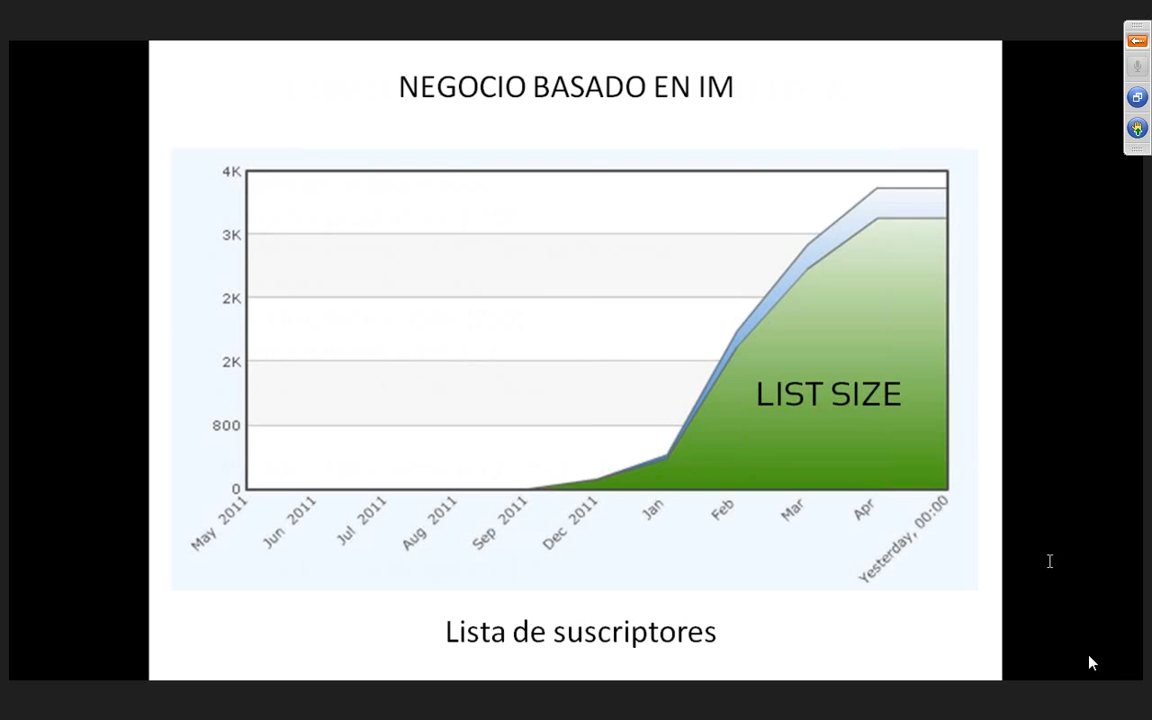 NEGOCIO BASADO EN IM
4K
3K
2K
2K
800
0
LIST SIZE
May 2011
Jun 2011
Jul 2011
Aug 2011
Sep 2011
Dec 2011
Jan
Feb
Mar
Apr
Yesterday, 00:00
Lista de suscriptores